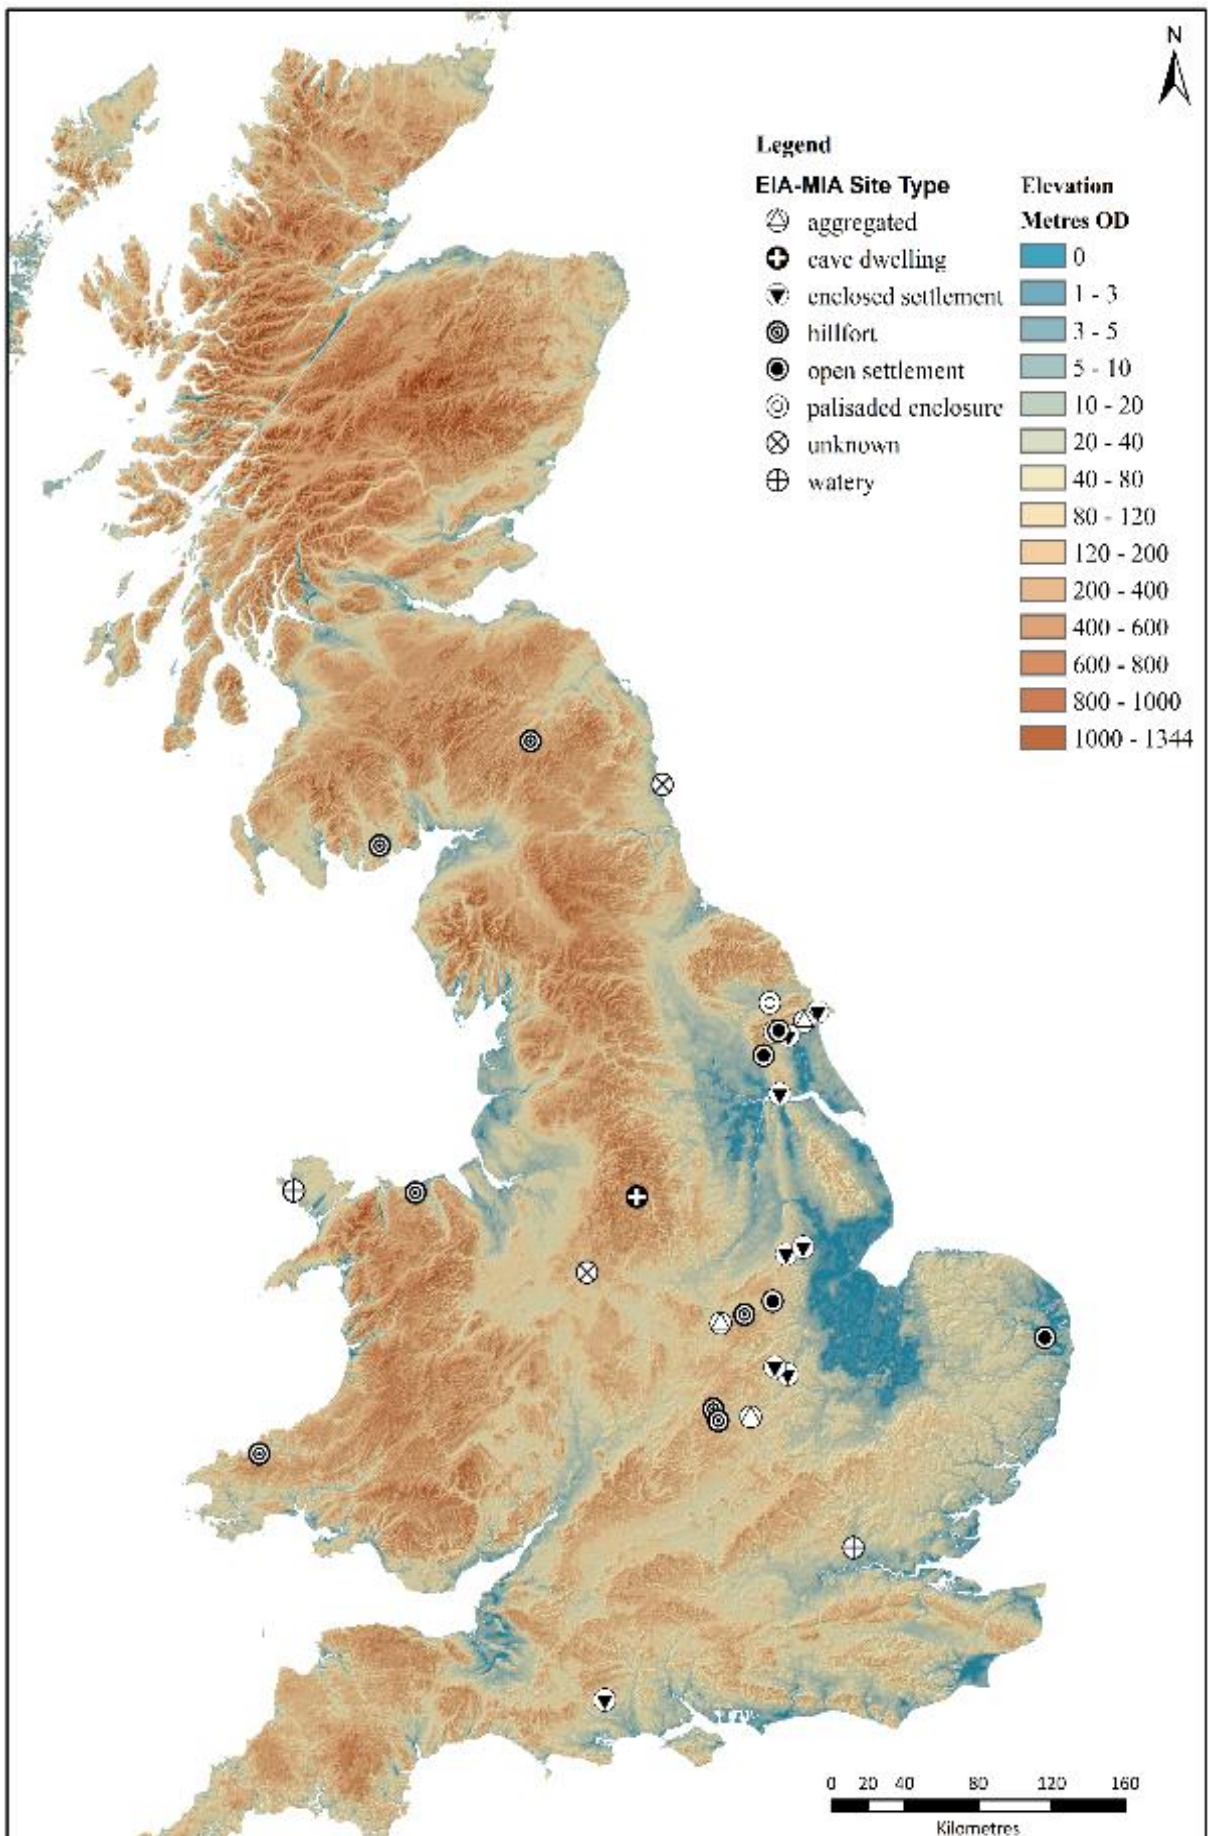 N
Legend
EIA-MIA Site Type
aggregated
cave dwelling
enclosed settlement
hillfort
open settlement
palisaded enclosure
unknown
watery
Elevation
Metres OD
0
1 - 3
3 - 5
5 - 10
10 - 20
20 - 40
40 - 80
80 - 120
120 - 200
200 - 400
400 - 600
600 - 800
800 - 1000
1000 - 1344
0 20 40 80 120 160
Kilometres